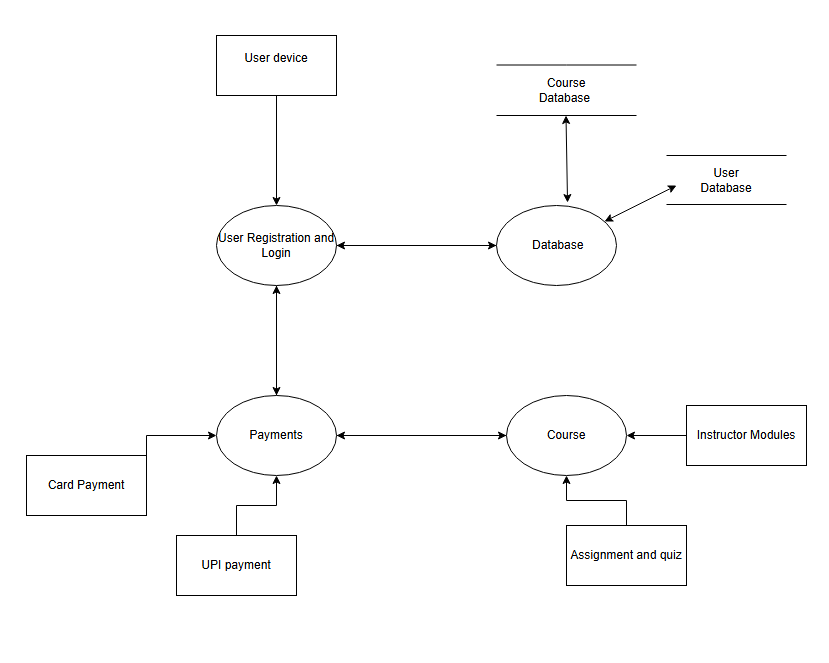 User device
Course
Database
User
Database
User Registration and
Login
Database
Payments
Course
Instructor Modules
Card Payment
UPI payment
Assignment and quiz